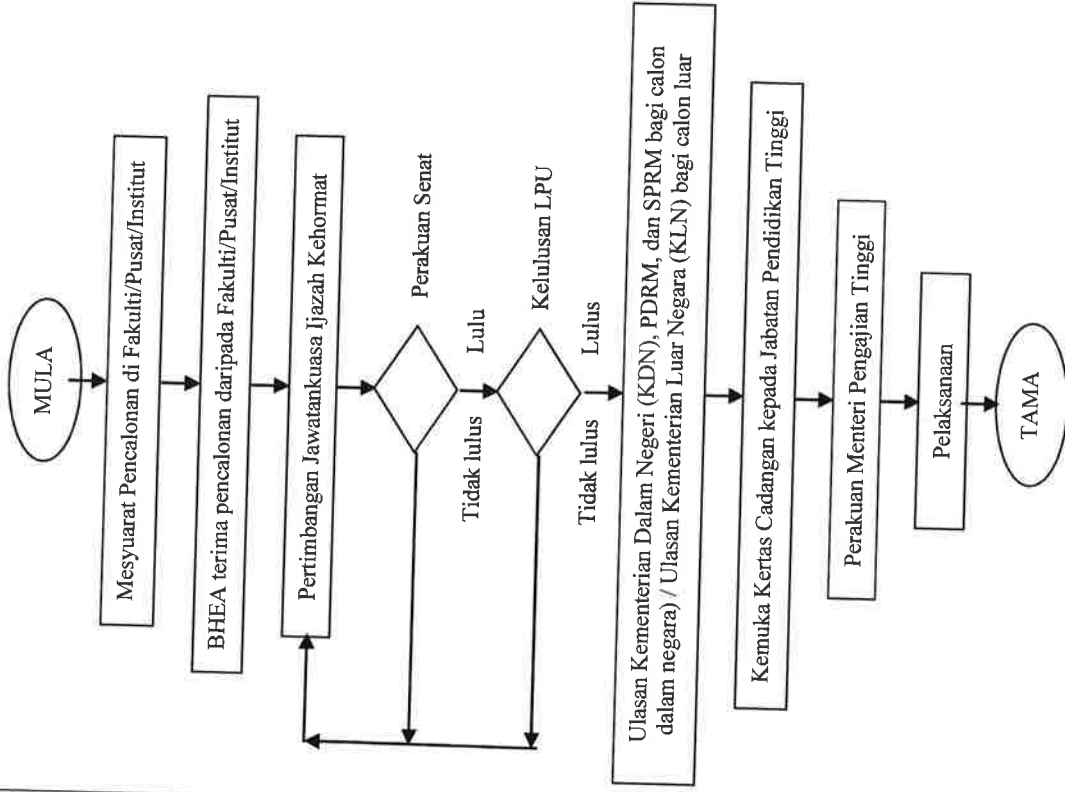 MULA
Mesyuarat Pencalonan di Fakulti/Pusat/Institut
BHEA terima pencalonan daripada Fakulti/Pusat/Institut
Pertimbangan Jawatankuasa Ijazah Kehormat
Perakuan Senat
Tidak lulus
Lulu
Kelulusan LPU
Tidak lulus
Lulus
Ulasan Kementerian Dalam Negeri (KDN), PDRM, dan SPRM bagi calon
dalam negara) / Ulasan Kementerian Luar Negara (KLN) bagi calon luar
Kemuka Kertas Cadangan kepada Jabatan Pendidikan Tinggi
Perakuan Menteri Pengajian Tinggi
Pelaksanaan
TAMA